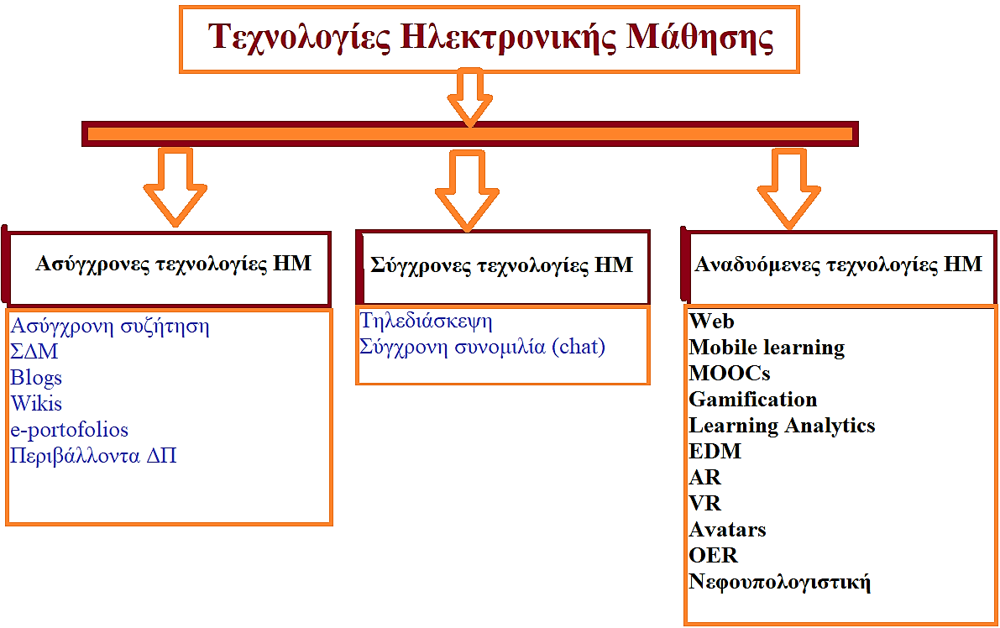 Τεχνολογίες Ηλεκτρονικής Μάθησης
Ασύγχρονες τεχνολογίες ΗΜ
Ασύγχρονη συζήτηση
ΣΔΜ
Blogs
Wikis
e-portofolios
Περιβάλλοντα ΔΠ
Σύγχρονες τεχνολογίες ΗΜ
Τηλεδιάσκεψη
Σύγχρονη συνομιλία (chat)
Αναδυόμενες τεχνολογίες ΗΜ
Web
Mobile learning
MOOCs
Gamification
Learning Analytics
EDM
AR
VR
Avatars
OER
Νεφουπολογιστική